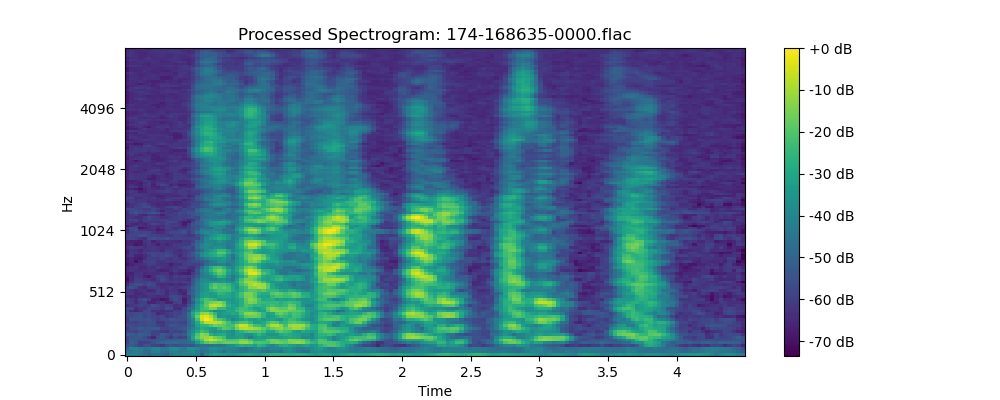 Processed Spectrogram: 174-168635-0000.flac
Hz
4096
2048
1024
512
0
0
0.5
1
1.5
2
2.5
3
3.5
4
Time
+0 dB
-10 dB
-20 dB
-30 dB
-40 dB
-50 dB
-60 dB
-70 dB